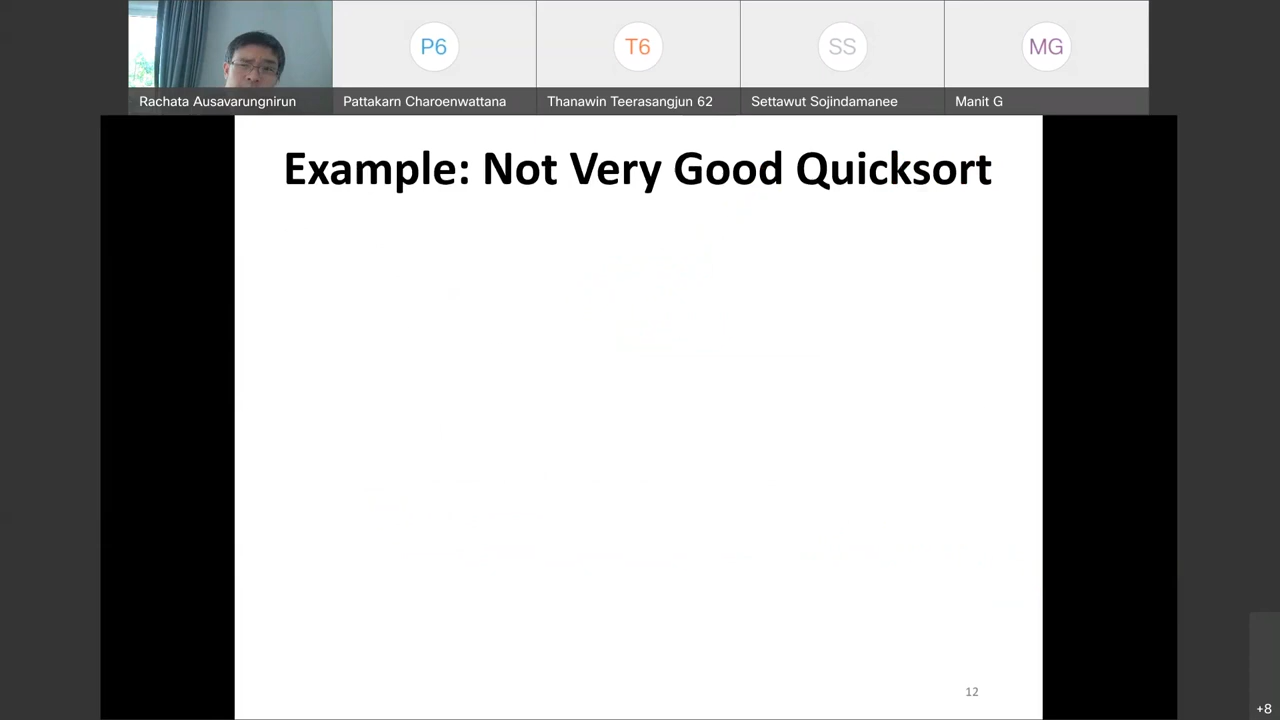 P6
T6
SS
MG
Rachata Ausavarungnirun
Pattakarn Charoenwattana
Thanawin Teerasangjun 62
Settawut Sojindamanee
Manit G
Example: Not Very Good Quicksort
12
+8